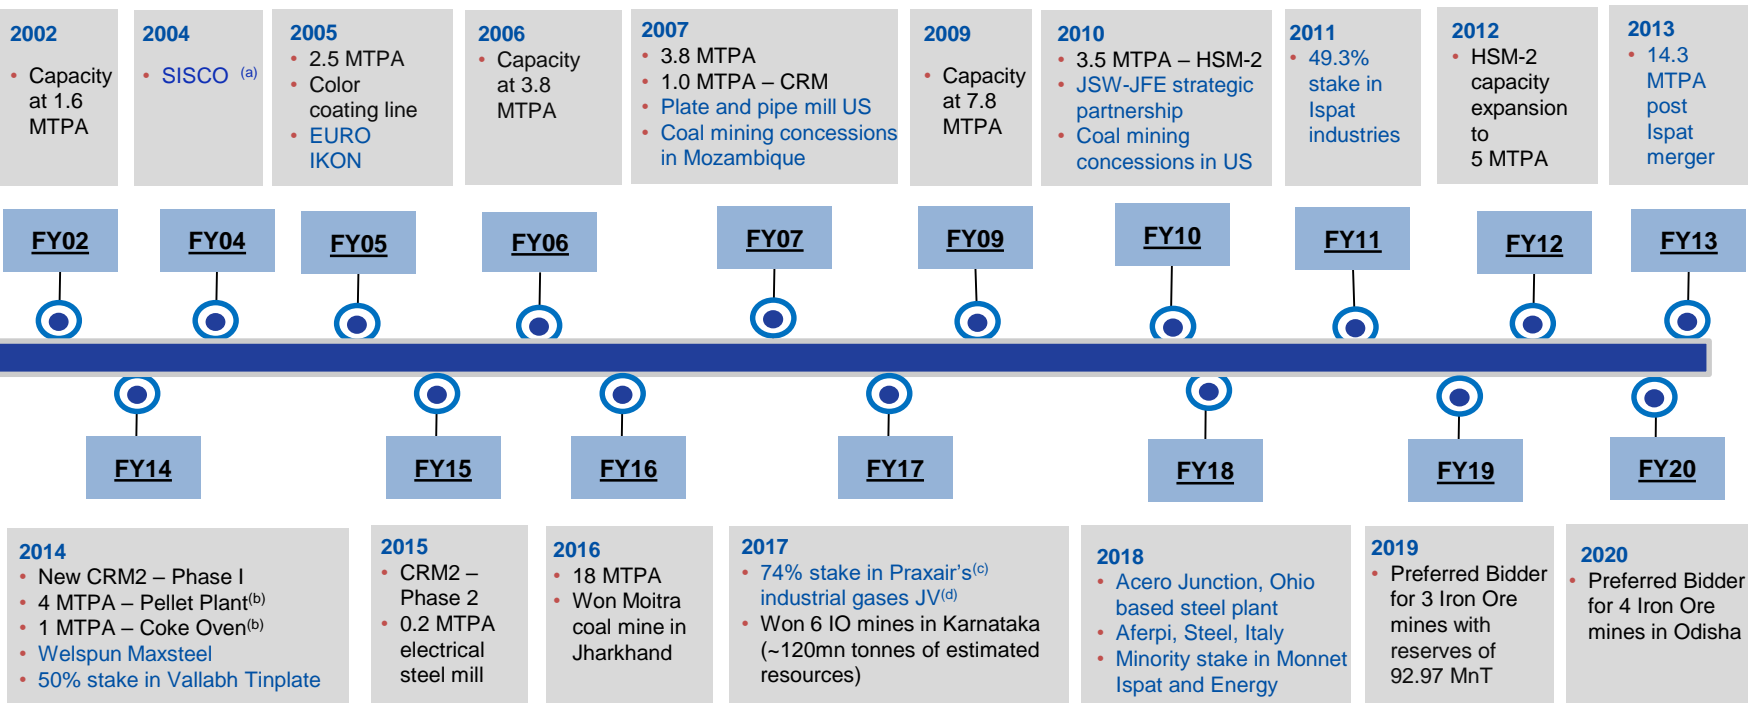 2002
• Capacity
at 1.6
MTPA
2004
• SISCO (a)
2005
• 2.5 MTPA
• Color
coating line
• EURO
IKON
2006
• Capacity
at 3.8
MTPA
2007
• 3.8 MTPA
• 1.0 MTPA – CRM
• Plate and pipe mill US
• Coal mining concessions
in Mozambique
2009
• Capacity
at 7.8
MTPA
2010
• 3.5 MTPA – HSM-2
• JSW-JFE strategic
partnership
• Coal mining
concessions in US
2011
• 49.3%
stake in
Ispat
industries
2012
• HSM-2
capacity
expansion
to
5 MTPA
2013
• 14.3
MTPA
post
Ispat
merger
FY02
FY04
FY05
FY06
FY07
FY09
FY10
FY11
FY12
FY13
FY14
FY15
FY16
FY17
FY18
FY19
FY20
2014
• New CRM2 – Phase I
• 4 MTPA – Pellet Plant(b)
• 1 MTPA – Coke Oven(b)
• Welspun Maxsteel
• 50% stake in Vallabh Tinplate
2015
• CRM2 –
Phase 2
• 0.2 MTPA
electrical
steel mill
2016
• 18 MTPA
• Won Moitra
coal mine in
Jharkhand
2017
• 74% stake in Praxair's(c)
industrial gases JV(d)
• Won 6 IO mines in Karnataka
(~120mn tonnes of estimated
resources)
2018
• Acero Junction, Ohio
based steel plant
• Aferpi, Steel, Italy
• Minority stake in Monnet
Ispat and Energy
2019
• Preferred Bidder
for 3 Iron Ore
mines with
reserves of
92.97 MnT
2020
• Preferred Bidder
for 4 Iron Ore
mines in Odisha